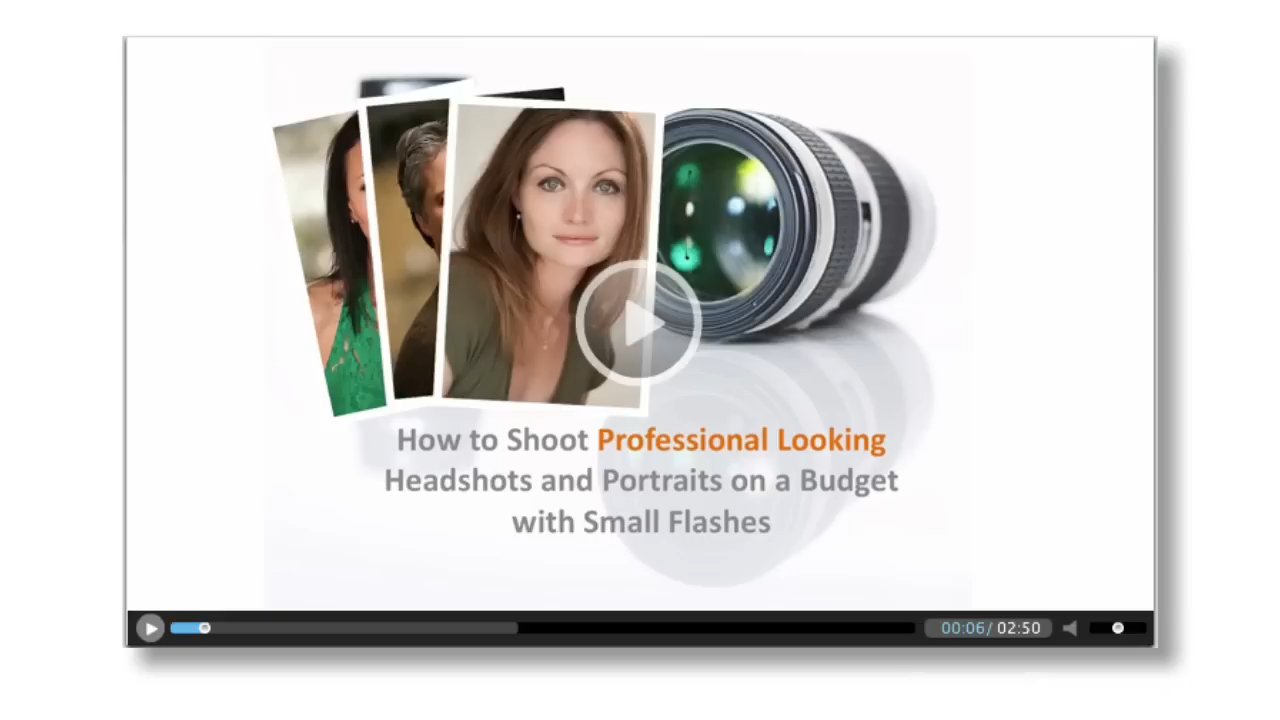 How to Shoot Professional Looking
Headshots and Portraits on a Budget
with Small Flashes
00:06/ 02:50